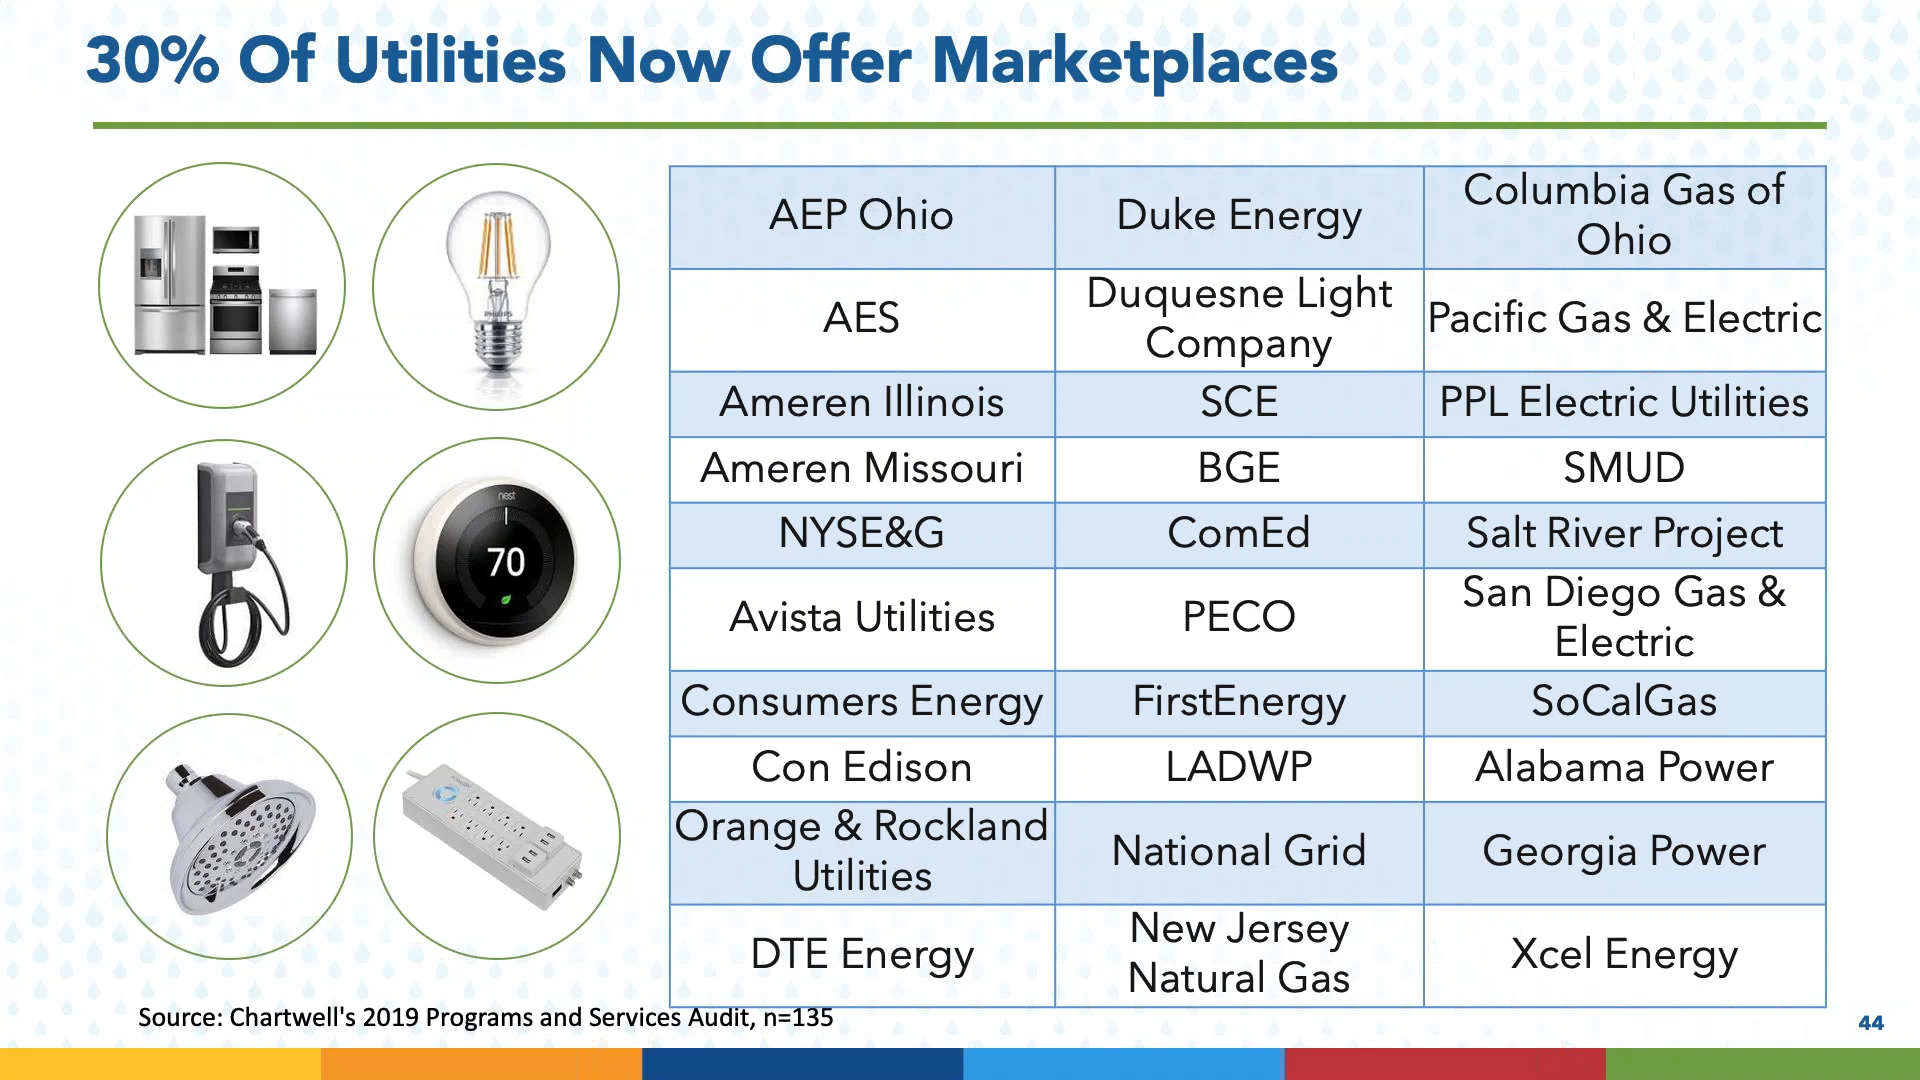 30% Of Utilities Now Offer Marketplaces
PHILIPS
nest
70
AEP Ohio
Duke Energy
Columbia Gas of
Ohio
AES
Duquesne Light
Company
Pacific Gas & Electric
Ameren Illinois
SCE
PPL Electric Utilities
Ameren Missouri
BGE
SMUD
NYSE&G
ComEd
Salt River Project
Avista Utilities
PECO
San Diego Gas &
Electric
Consumers Energy
FirstEnergy
SoCalGas
Con Edison
LADWP
Alabama Power
Orange & Rockland
Utilities
National Grid
Georgia Power
DTE Energy
New Jersey
Natural Gas
Xcel Energy
Source: Chartwell's 2019 Programs and Services Audit, n=135
44